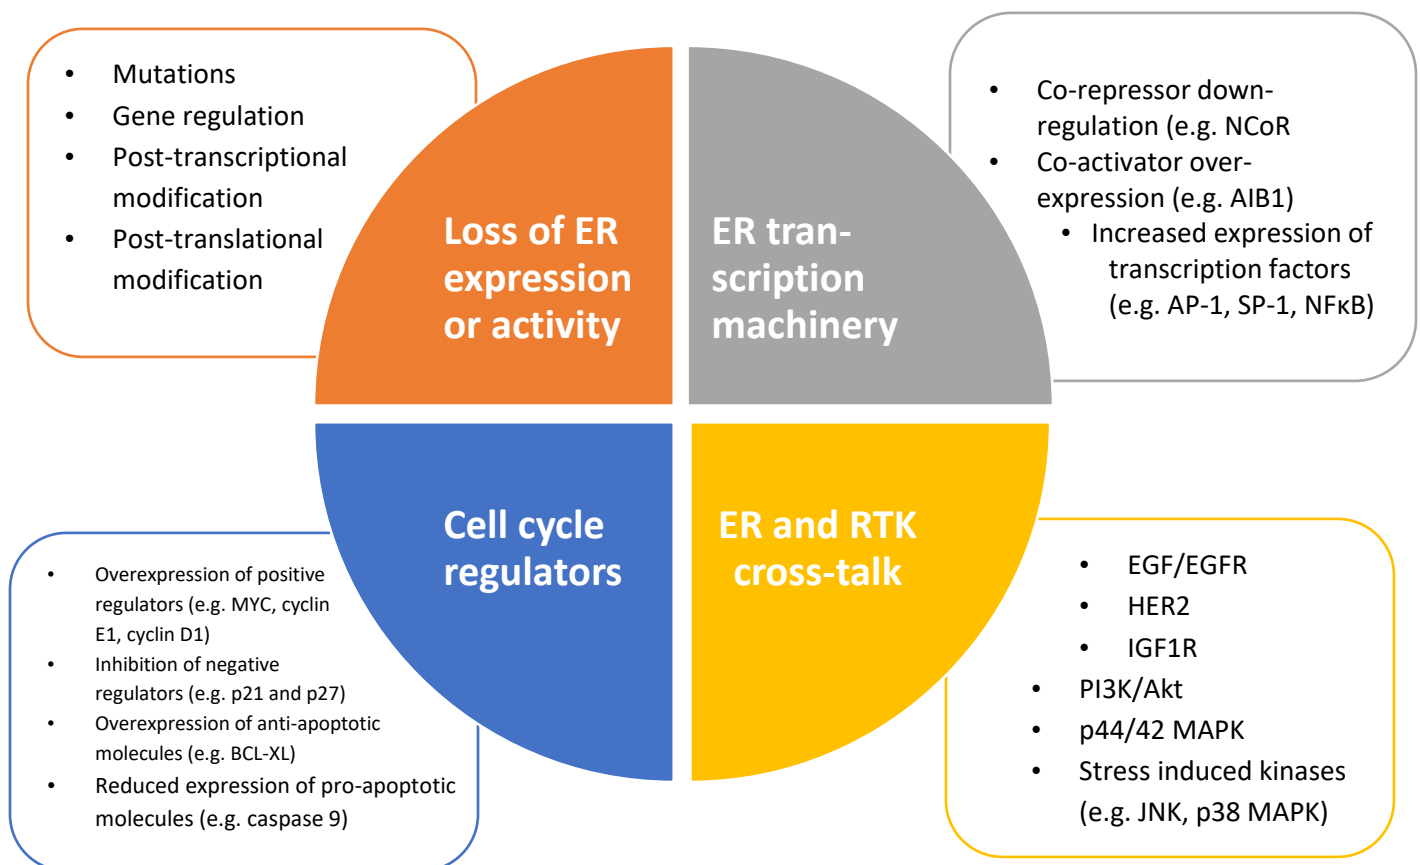 • Mutations
• Gene regulation
• Post-transcriptional
modification
• Post-translational
modification
Loss of ER
expression
or activity
ER tran-
scription
machinery
• Co-repressor down-
regulation (e.g. NCoR
• Co-activator over-
expression (e.g. AIB1)
• Increased expression of
transcription factors
(e.g. AP-1, SP-1, NFκB)
Cell cycle
regulators
ER and RTK
cross-talk
• Overexpression of positive
regulators (e.g. MYC, cyclin
E1, cyclin D1)
• Inhibition of negative
regulators (e.g. p21 and p27)
• Overexpression of anti-apoptotic
molecules (e.g. BCL-XL)
• Reduced expression of pro-apoptotic
molecules (e.g. caspase 9)
• EGF/EGFR
• HER2
• IGF1R
• PI3K/Akt
• p44/42 MAPK
• Stress induced kinases
(e.g. JNK, p38 MAPK)